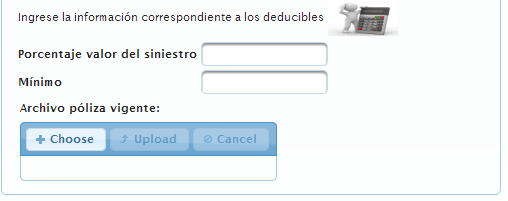 Ingrese la información correspondiente a los deducibles
Porcentaje valor del siniestro
Mínimo
Archivo póliza vigente:
Choose Upload Cancel